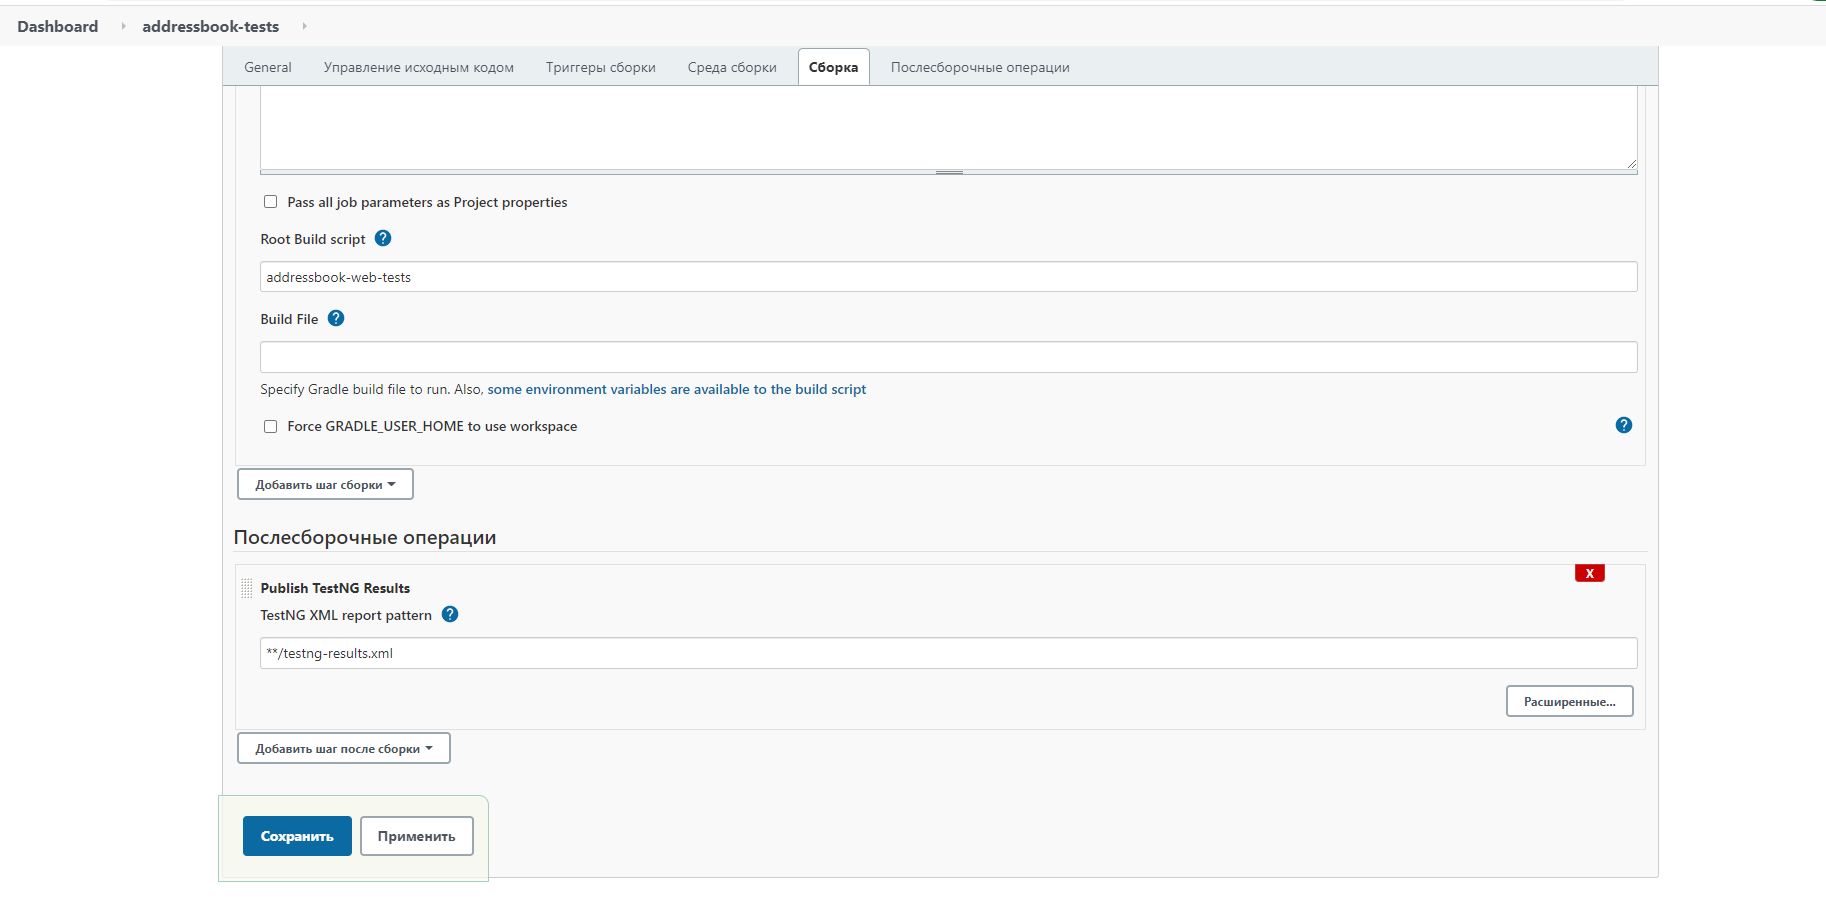 Dashboard addressbook-tests
General Управление исходным кодом Триггеры сборки Среда сборки Сборка Послесборочные операции
Pass all job parameters as Project properties
Root Build script ?
addressbook-web-tests
Build File ?
Specify Gradle build file to run. Also, some environment variables are available to the build script
Force GRADLE_USER_HOME to use workspace ?
Добавить шаг сборки
Послесборочные операции
X
Publish TestNG Results
TestNG XML report pattern ?
**/testng-results.xml
Расширенные...
Добавить шаг после сборки
Сохранить Применить